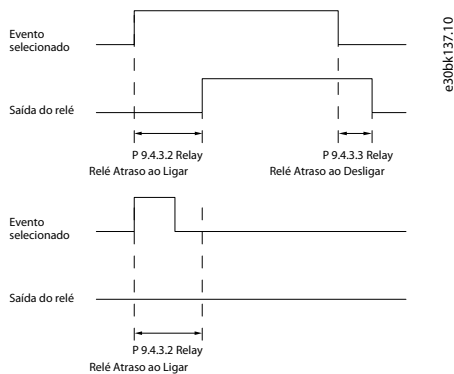 Evento
selecionado
e30bk137.10
Saída do relé
P 9.4.3.2 Relay
Relé Atraso ao Ligar
P 9.4.3.3 Relay
Relé Atraso ao Desligar
Evento
selecionado
Saída do relé
P 9.4.3.2 Relay
Relé Atraso ao Ligar